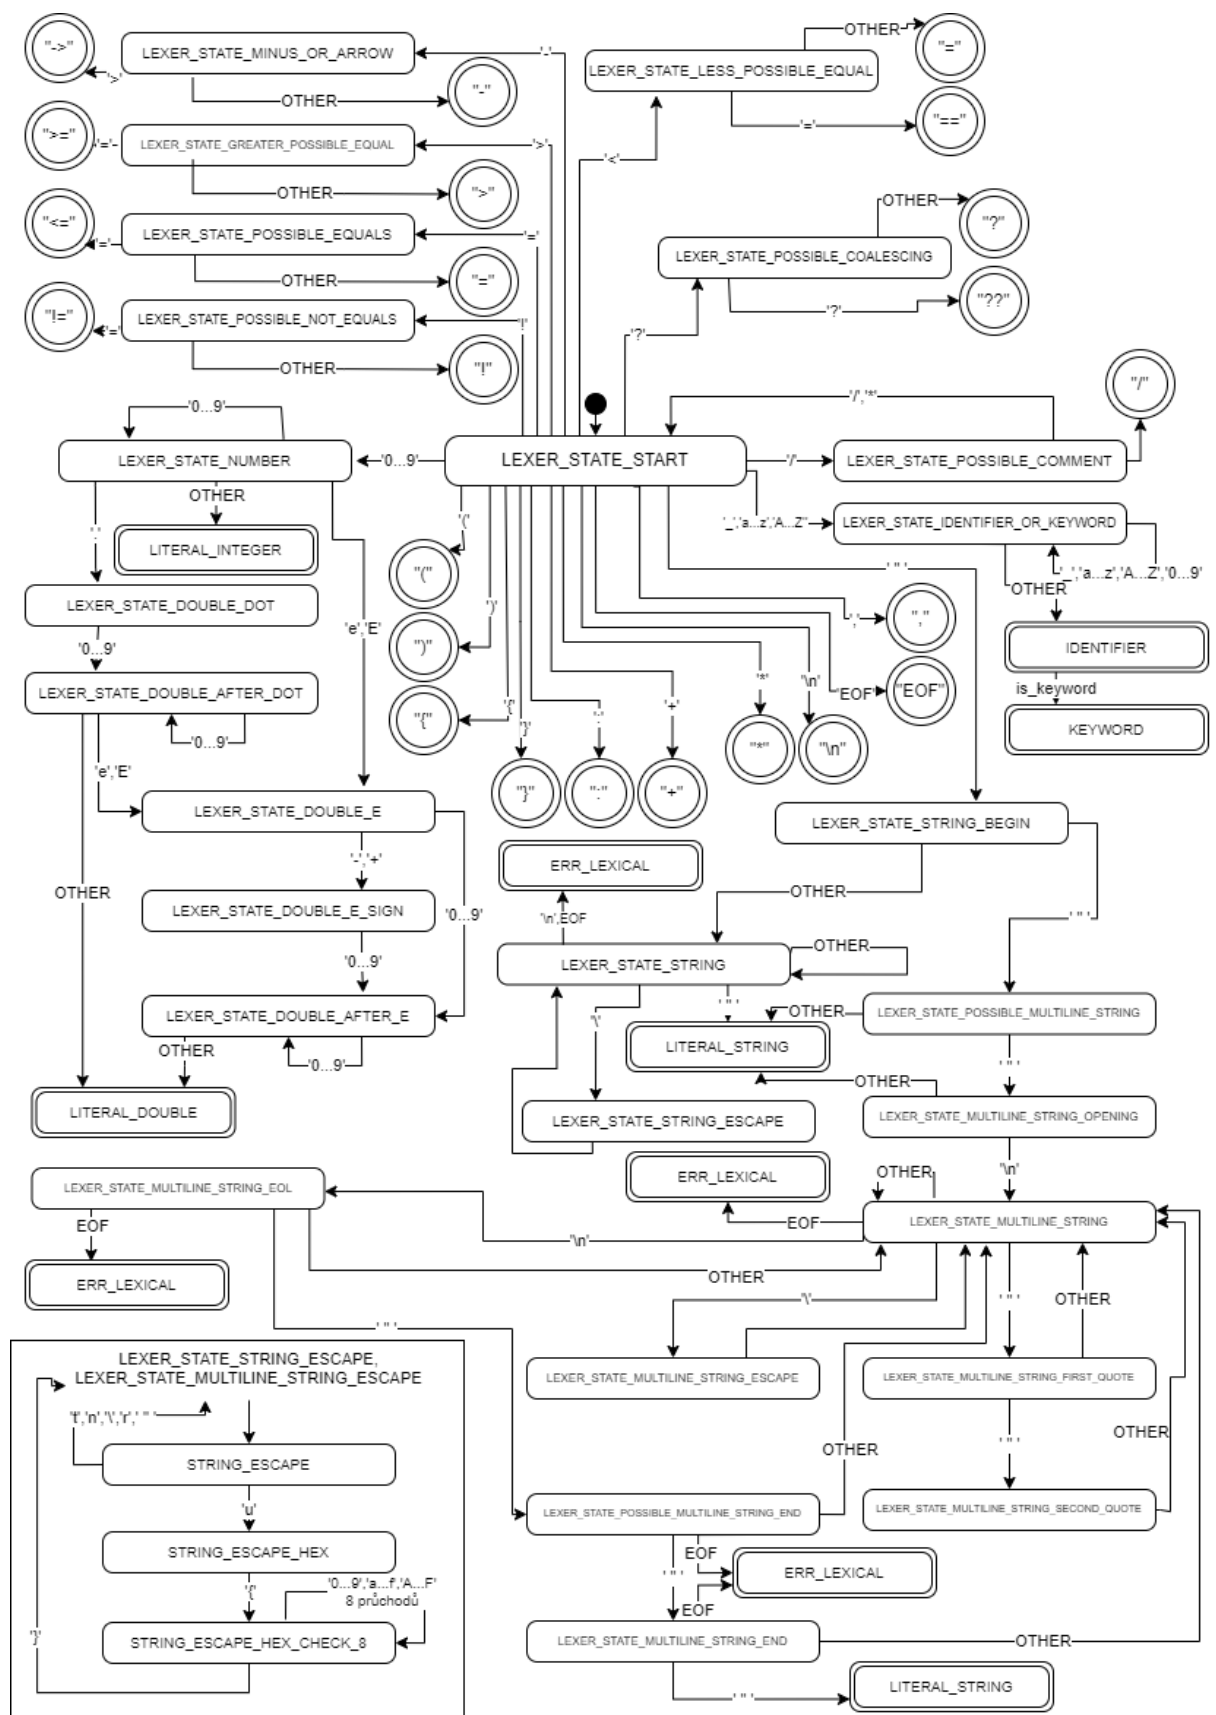 "->"
LEXER_STATE_MINUS_OR_ARROW
'-'
'>'
OTHER
"-"
OTHER
"="
LEXER_STATE_LESS_POSSIBLE_EQUAL
'='
"=="
'<'
">="
'='
LEXER_STATE_GREATER_POSSIBLE_EQUAL
'>'
OTHER
">"
"<="
'='
LEXER_STATE_POSSIBLE_EQUALS
'='
OTHER
"="
OTHER
"?"
LEXER_STATE_POSSIBLE_COALESCING
'?'
"??"
'?'
"!="
'='
LEXER_STATE_POSSIBLE_NOT_EQUALS
'!'
OTHER
"!"
'0...9'
LEXER_STATE_NUMBER
'0...9'
LEXER_STATE_START
'/'
LEXER_STATE_POSSIBLE_COMMENT
'/','*'
"/"
OTHER
LITERAL_INTEGER
'.'
LEXER_STATE_DOUBLE_DOT
'0...9'
LEXER_STATE_DOUBLE_AFTER_DOT
'0...9'
'e','E'
'e','E'
LEXER_STATE_DOUBLE_E
'-','+'
LEXER_STATE_DOUBLE_E_SIGN
'0...9'
'0...9'
LEXER_STATE_DOUBLE_AFTER_E
'0...9'
OTHER
OTHER
LITERAL_DOUBLE
'('
"("
')'
")"
'{'
"{"
'}'
"}"
':'
":"
'+'
"+"
'*'
"*"
'\n'
"\n"
'EOF'
"EOF"
','
","
'_','a...z','A...Z"
LEXER_STATE_IDENTIFIER_OR_KEYWORD
'_','a...z','A...Z','0...9'
OTHER
IDENTIFIER
is_keyword
KEYWORD
' " '
LEXER_STATE_STRING_BEGIN
OTHER
' " '
ERR_LEXICAL
'\n',EOF
LEXER_STATE_STRING
OTHER
' " '
'\'
LITERAL_STRING
OTHER
LEXER_STATE_POSSIBLE_MULTILINE_STRING
' " '
OTHER
LEXER_STATE_STRING_ESCAPE
LEXER_STATE_MULTILINE_STRING_OPENING
'\n'
ERR_LEXICAL
EOF
OTHER
LEXER_STATE_MULTILINE_STRING
'\n'
LEXER_STATE_MULTILINE_STRING_EOL
EOF
ERR_LEXICAL
OTHER
'\'
' " '
OTHER
' " '
LEXER_STATE_MULTILINE_STRING_ESCAPE
LEXER_STATE_MULTILINE_STRING_FIRST_QUOTE
OTHER
' " '
OTHER
LEXER_STATE_MULTILINE_STRING_SECOND_QUOTE
LEXER_STATE_POSSIBLE_MULTILINE_STRING_END
EOF
' " '
ERR_LEXICAL
EOF
LEXER_STATE_MULTILINE_STRING_END
OTHER
' " '
LITERAL_STRING
LEXER_STATE_STRING_ESCAPE,
LEXER_STATE_MULTILINE_STRING_ESCAPE
't','n','\','r',' " '
STRING_ESCAPE
'u'
STRING_ESCAPE_HEX
'{'
'0...9','a...f','A...F'
8 průchodů
STRING_ESCAPE_HEX_CHECK_8
'}'